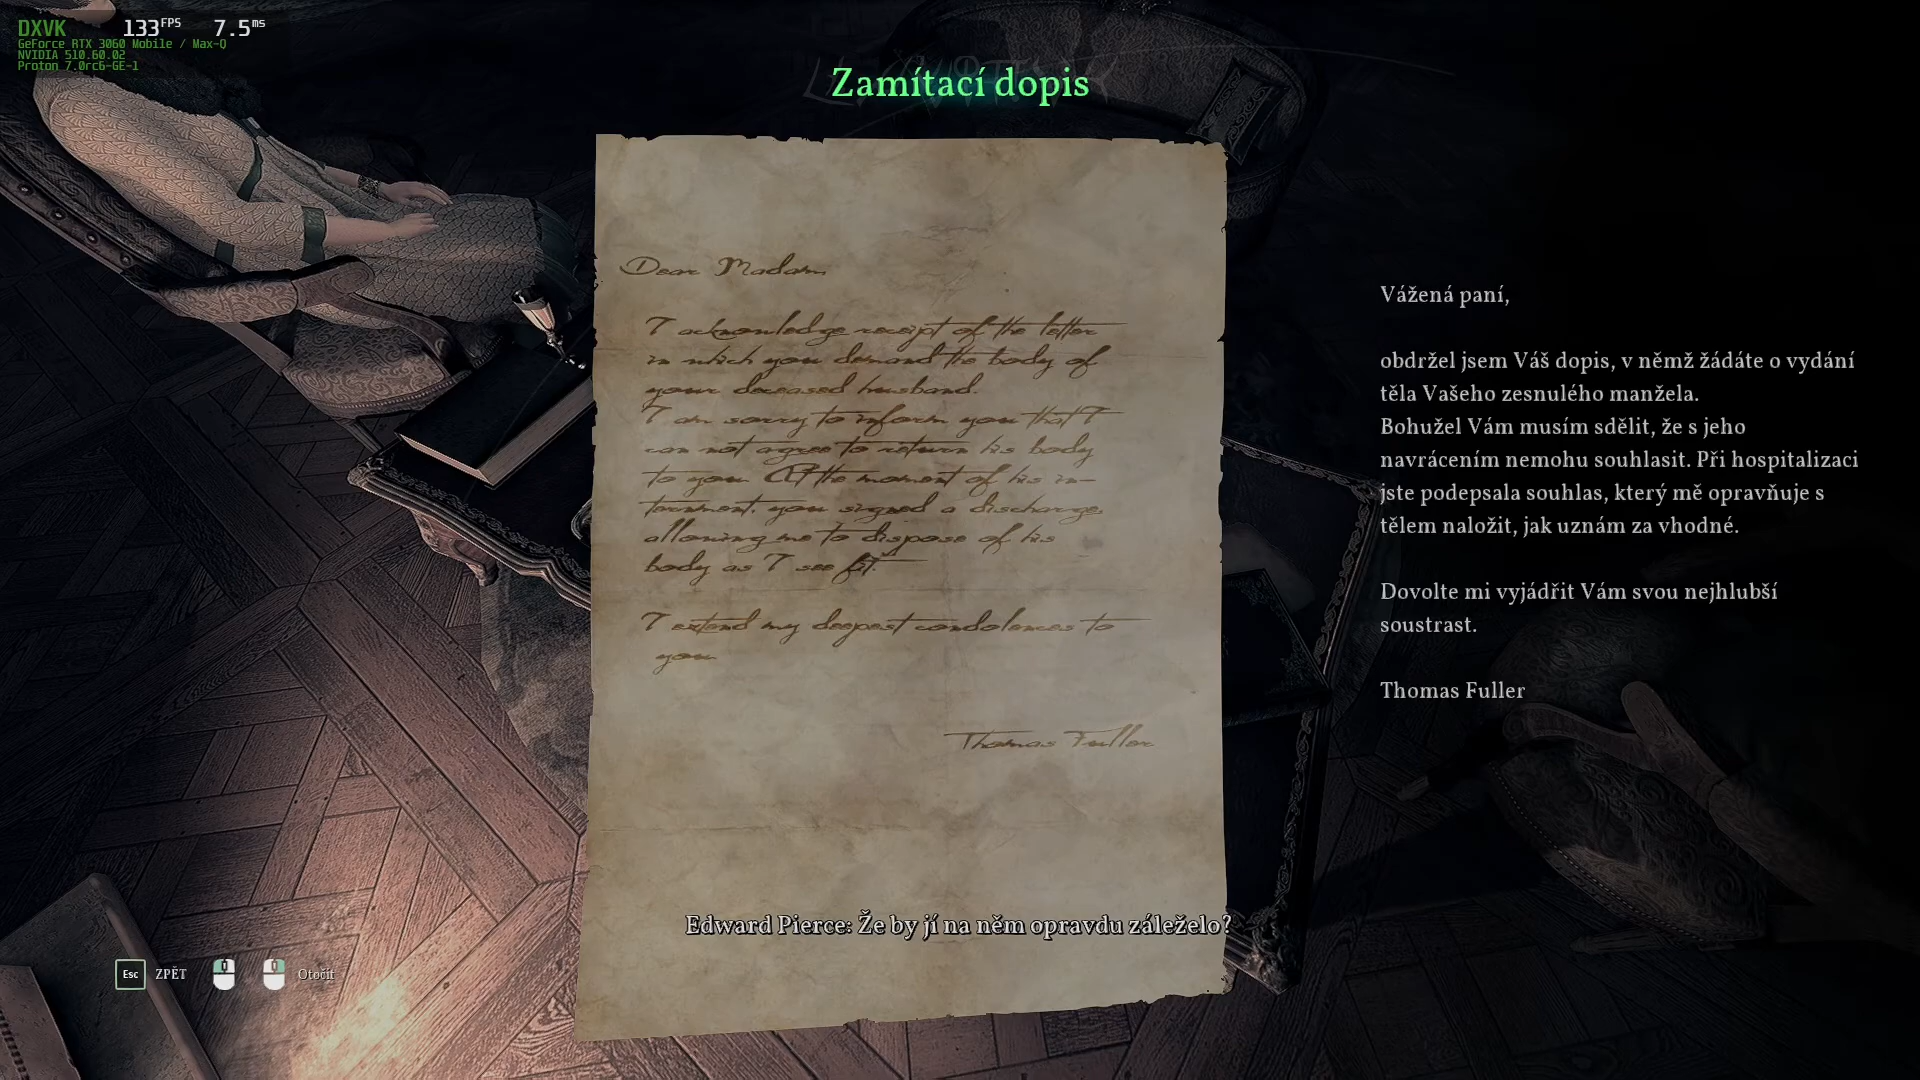 DXVK 133FPS 7.5ms
GeForce RTX 3060 Mobile / Max-Q
NVIDIA 510.60.02
Proton 7.0rc6-GE-1
Zamítací dopis
Dear Madam,
I acknowledge receipt of the letter
in which you demand the body of
your deceased husband.
I am sorry to inform you that I
can not agree to return his body
to you. At the moment of his in-
ternment, you signed a discharge,
allowing me to dispose of his
body as I see fit.
I extend my deepest condolences to
you.
Thomas Fuller
Vážená paní,
obdržel jsem Váš dopis, v němž žádáte o vydání
těla Vašeho zesnulého manžela.
Bohužel Vám musím sdělit, že s jeho
navrácením nemohu souhlasit. Při hospitalizaci
jste podepsala souhlas, který mě opravňuje s
tělem naložit, jak uznám za vhodné.
Dovolte mi vyjádřit Vám svou nejhlubší
soustrast.
Thomas Fuller
Edward Pierce: Že by jí na něm opravdu záleželo?
Esc ZPĚT Otočit